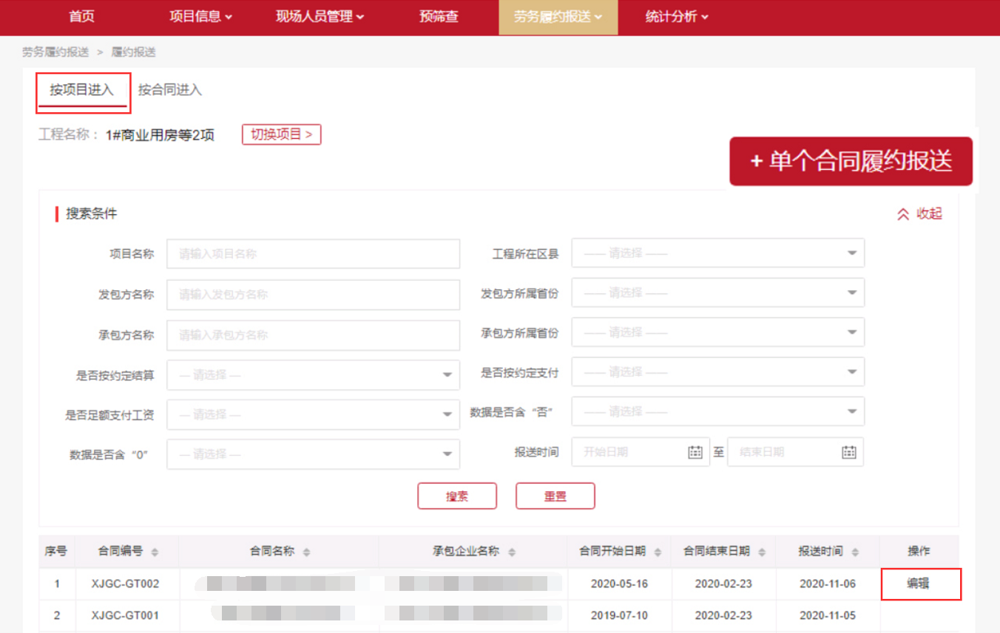 首页 项目信息 现场人员管理 预筛查 劳务履约报送 统计分析
劳务履约报送 > 履约报送
按项目进入 按合同进入
工程名称： 1#商业用房等2项 切换项目 >
+ 单个合同履约报送
搜索条件 收起
项目名称 请输入项目名称 工程所在区县 —— 请选择 ——
发包方名称 请输入发包方名称 发包方所属省份 —— 请选择 ——
承包方名称 请输入承包方名称 承包方所属省份 —— 请选择 ——
是否按约定结算 — 请选择 — 是否按约定支付 —— 请选择 ——
是否足额支付工资 — 请选择 — 数据是否含“否” —— 请选择 ——
数据是否含“0” — 请选择 — 报送时间 开始日期 至 结束日期
搜索 重置
序号 合同编号 合同名称 承包企业名称 合同开始日期 合同结束日期 报送时间 操作
1 XJGC-GT002 2020-05-16 2020-02-23 2020-11-06 编辑
2 XJGC-GT001 2019-07-10 2020-02-23 2020-11-05